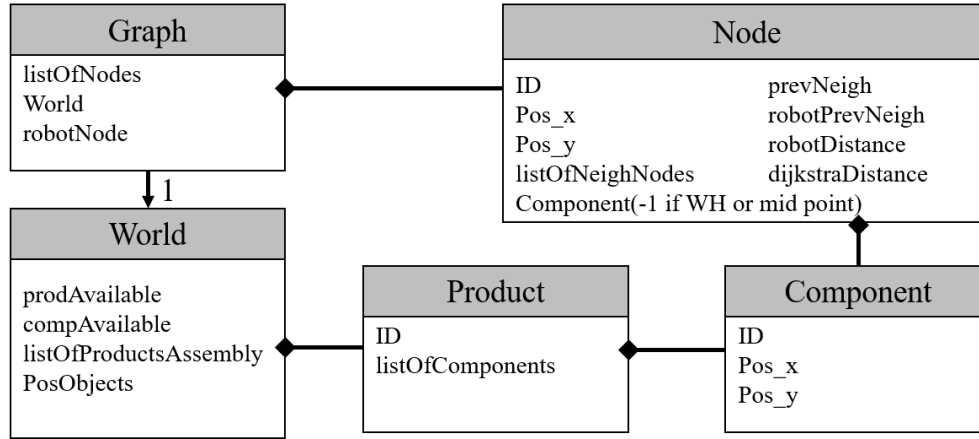 Graph
listOfNodes
World
robotNode
Node
ID prevNeigh
Pos_x robotPrevNeigh
Pos_y robotDistance
listOfNeighNodes dijkstraDistance
Component(-1 if WH or mid point)
1
World
prodAvailable
compAvailable
listOfProductsAssembly
PosObjects
Product
ID
listOfComponents
Component
ID
Pos_x
Pos_y